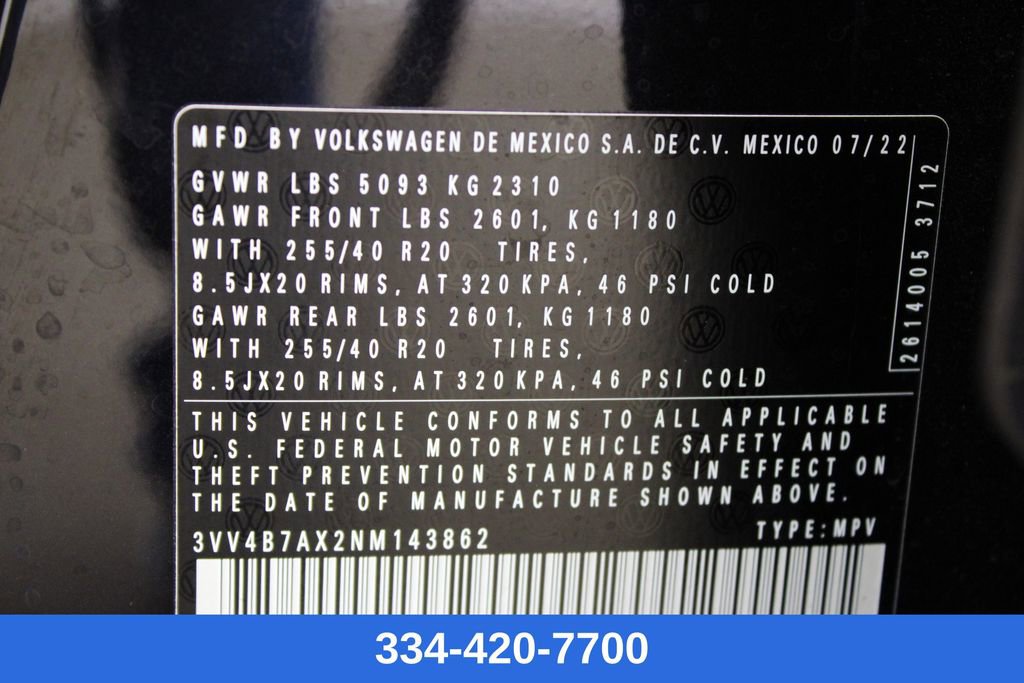 MFD BY VOLKSWAGEN DE MEXICO S.A. DE C.V. MEXICO 07/22
GVWR LBS 5093 KG 2310
GAWR FRONT LBS 2601, KG 1180
WITH 255/40 R20 TIRES,
8.5JX20 RIMS, AT 320 KPA, 46 PSI COLD
GAWR REAR LBS 2601, KG 1180
WITH 255/40 R20 TIRES,
8.5JX20 RIMS, AT 320 KPA, 46 PSI COLD
2614005 3712
THIS VEHICLE CONFORMS TO ALL APPLICABLE
U.S. FEDERAL MOTOR VEHICLE SAFETY AND
THEFT PREVENTION STANDARDS IN EFFECT ON
THE DATE OF MANUFACTURE SHOWN ABOVE.
3VV4B7AX2NM143862 TYPE: MPV
334-420-7700